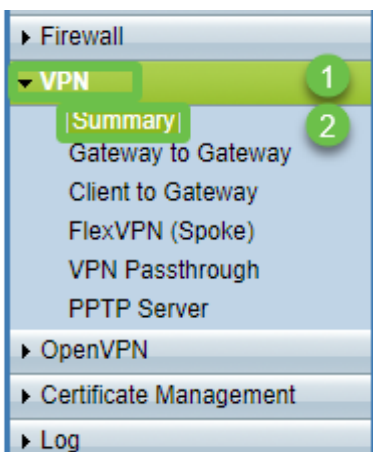 Firewall
VPN 1
|Summary| 2
Gateway to Gateway
Client to Gateway
FlexVPN (Spoke)
VPN Passthrough
PPTP Server
OpenVPN
Certificate Management
Log